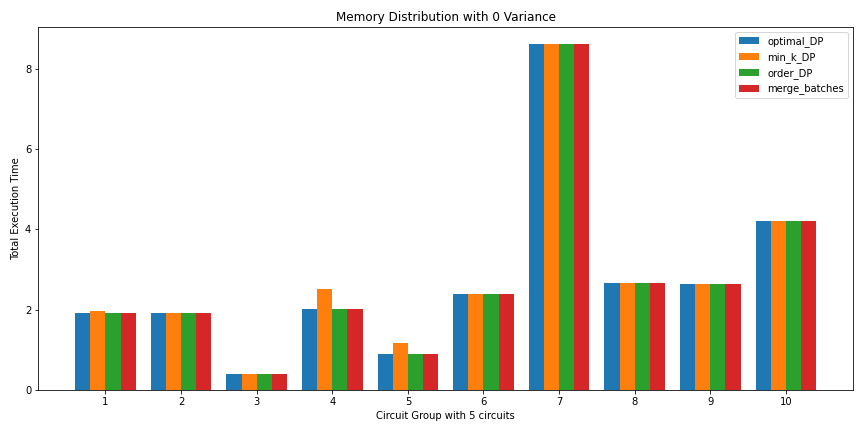 Memory Distribution with 0 Variance
optimal_DP
min_k_DP
order_DP
merge_batches
Total Execution Time
8
6
4
2
0
1 2 3 4 5 6 7 8 9 10
Circuit Group with 5 circuits